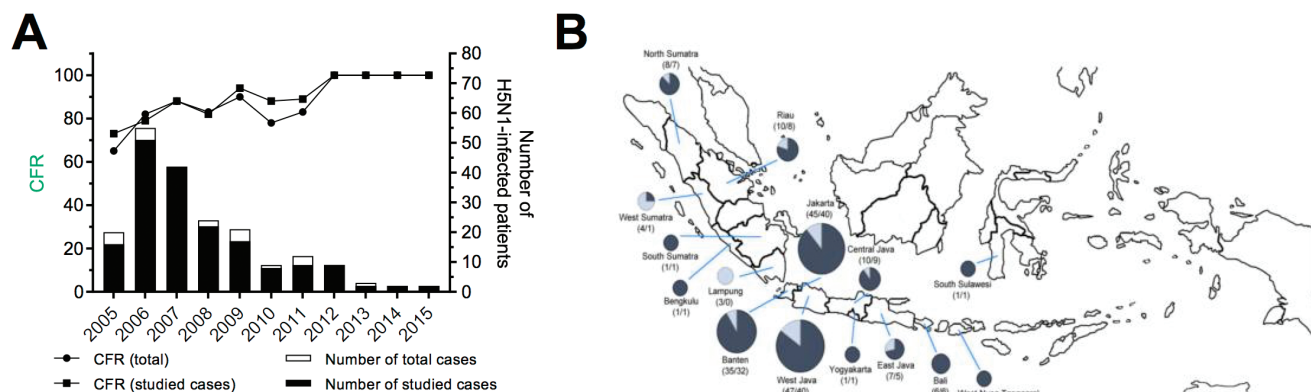 A
B
CFR
100
80
60
40
20
0
80
70
60
50
40
30
20
10
0
Number of
H5N1-infected patients
2005
2006
2007
2008
2009
2010
2011
2012
2013
2014
2015
CFR (total)
Number of total cases
CFR (studied cases)
Number of studied cases
North Sumatra
(8/7)
Riau
(10/8)
West Sumatra
(4/1)
Jakarta
(45/40)
South Sumatra
(1/1)
Central Java
(10/9)
Bengkulu
(1/1)
Lampung
(3/0)
South Sulawesi
(1/1)
Banten
(35/32)
West Java
(47/40)
Yogyakarta
(1/1)
East Java
(7/5)
Bali
(6/6)